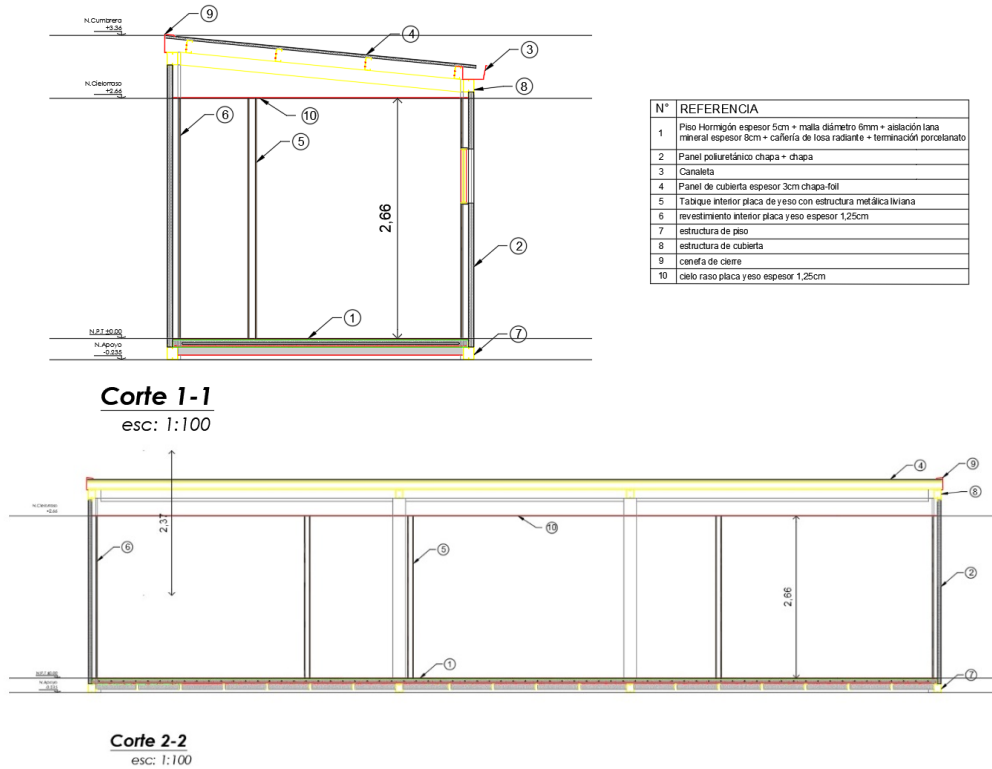 N.Cumbrera
+3.36
9
4
3
N.Cielorraso
+2.66
8
6
10
5
2,66
2
1
N.P.T ±0.00
N.Apoyo
-0.235
7
N° REFERENCIA
1 Piso Hormigón espesor 5cm + malla diámetro 6mm + aislación lana
mineral espesor 8cm + cañería de losa radiante + terminación porcelanato
2 Panel poliuretánico chapa + chapa
3 Canaleta
4 Panel de cubierta espesor 3cm chapa-foil
5 Tabique interior placa de yeso con estructura metálica liviana
6 revestimiento interior placa yeso espesor 1,25cm
7 estructura de piso
8 estructura de cubierta
9 cenefa de cierre
10 cielo raso placa yeso espesor 1,25cm
Corte 1-1
esc: 1:100
4
9
8
2,37
10
6
5
2
2,66
1
7
Corte 2-2
esc: 1:100